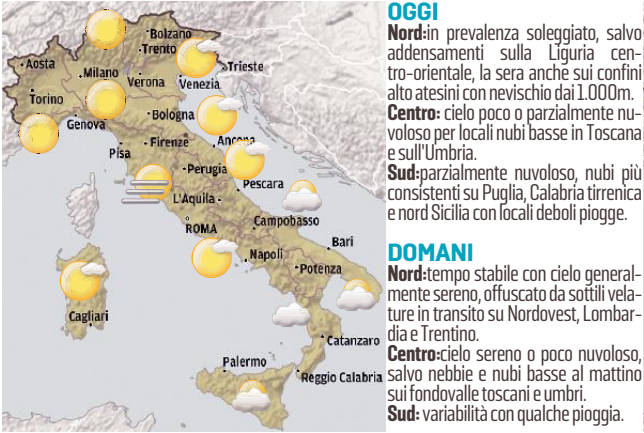 Bolzano
Trento
Aosta
Milano
Trieste
Verona
Venezia
Torino
Genova
Bologna
Pisa
Firenze
Ancona
Perugia
Pescara
L'Aquila
ROMA
Campobasso
Bari
Napoli
Potenza
Cagliari
Catanzaro
Palermo
Reggio Calabria
OGGI
Nord:in prevalenza soleggiato, salvo
addensamenti sulla Liguria cen-
tro-orientale, la sera anche sui confini
alto atesini con nevischio dai 1.000m.
Centro: cielo poco o parzialmente nu-
voloso per locali nubi basse in Toscana
e sull'Umbria.
Sud:parzialmente nuvoloso, nubi più
consistenti su Puglia, Calabria tirrenica
e nord Sicilia con locali deboli piogge.
DOMANI
Nord:tempo stabile con cielo general-
mente sereno, offuscato da sottili vela-
ture in transito su Nordovest, Lombar-
dia e Trentino.
Centro:cielo sereno o poco nuvoloso,
salvo nebbie e nubi basse al mattino
sui fondovalle toscani e umbri.
Sud: variabilità con qualche pioggia.